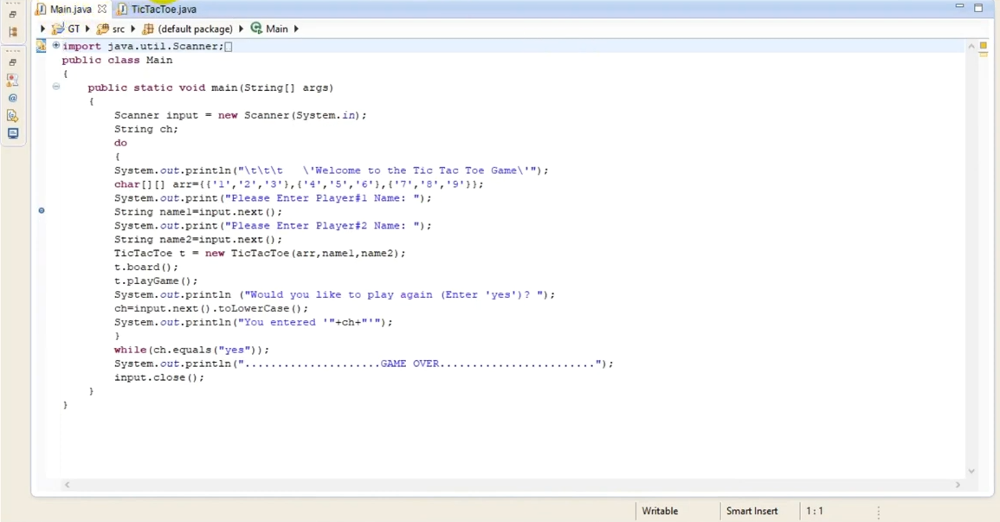 Main.java TicTacToe.java
GT src (default package) Main
import java.util.Scanner;
public class Main
{
public static void main(String[] args)
{
Scanner input = new Scanner(System.in);
String ch;
do
{
System.out.println("\t\t\t   \'Welcome to the Tic Tac Toe Game\'");
char[][] arr={{'1','2','3'},{'4','5','6'},{'7','8','9'}};
System.out.print("Please Enter Player#1 Name: ");
String name1=input.next();
System.out.print("Please Enter Player#2 Name: ");
String name2=input.next();
TicTacToe t = new TicTacToe(arr,name1,name2);
t.board();
t.playGame();
System.out.println ("Would you like to play again (Enter 'yes')? ");
ch=input.next().toLowerCase();
System.out.println("You entered '"+ch+"'");
}
while(ch.equals("yes"));
System.out.println(".....................GAME OVER........................");
input.close();
}
}
Writable Smart Insert 1 : 1